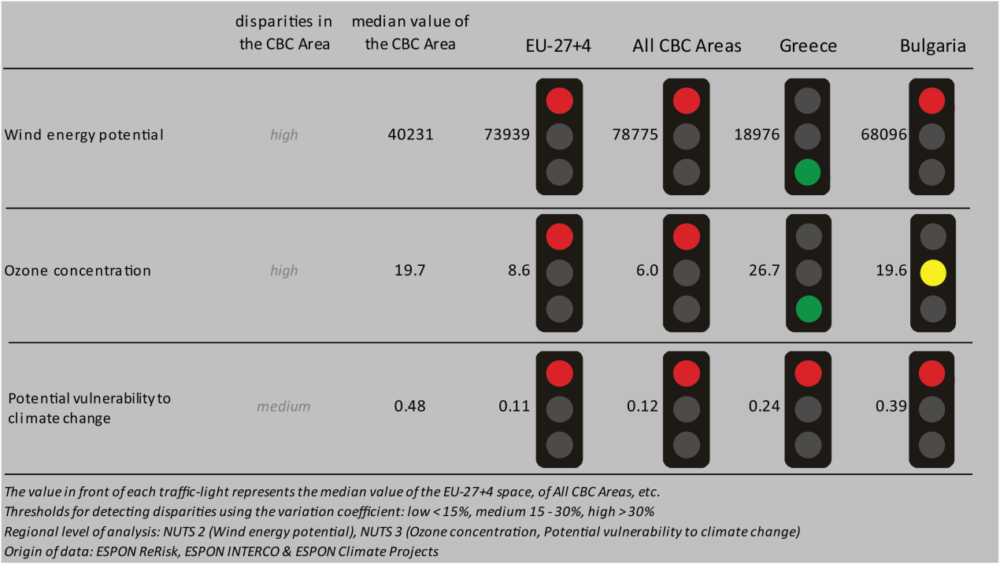 disparities in median value of
the CBC Area the CBC Area EU-27+4 All CBC Areas Greece Bulgaria
Wind energy potential high 40231 73939 78775 18976 68096
Ozone concentration high 19.7 8.6 6.0 26.7 19.6
Potential vulnerability to
climate change medium 0.48 0.11 0.12 0.24 0.39
The value in front of each traffic-light represents the median value of the EU-27+4 space, of All CBC Areas, etc.
Thresholds for detecting disparities using the variation coefficient: low < 15%, medium 15 - 30%, high > 30%
Regional level of analysis: NUTS 2 (Wind energy potential), NUTS 3 (Ozone concentration, Potential vulnerability to climate change)
Origin of data: ESPON ReRisk, ESPON INTERCO & ESPON Climate Projects